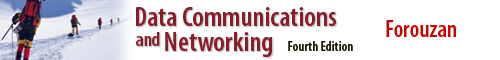 Data Communications
and Networking Fourth Edition
Forouzan